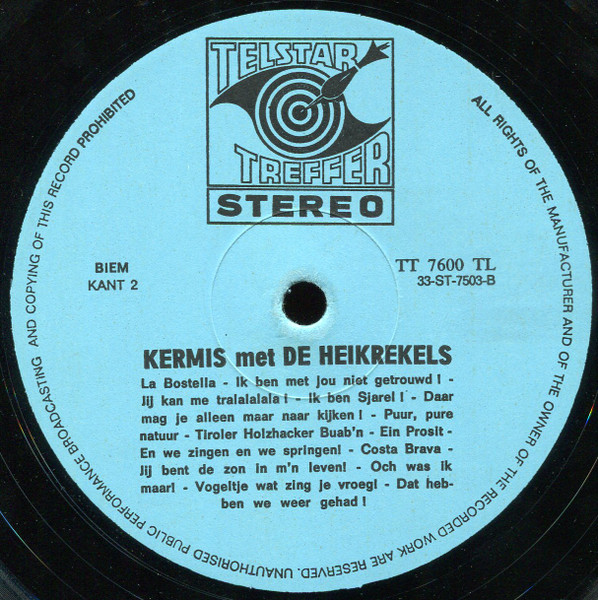 TELSTAR
TREFFER
STEREO
ALL RIGHTS OF THE MANUFACTURER AND OF THE OWNER OF THE RECORDED WORK ARE RESERVED. UNAUTHORISED PUBLIC PERFORMANCE BROADCASTING AND COPYING OF THIS RECORD PROHIBITED
BIEM
KANT 2
TT 7600 TL
33-ST-7503-B
KERMIS met DE HEIKREKELS
La Bostella - Ik ben met jou niet getrouwd ! -
Jij kan me tralalalala ! - Ik ben Sjarel ! - Daar
mag je alleen maar naar kijken ! - Puur, pure
natuur - Tiroler Holzhacker Buab'n - Ein Prosit -
En we zingen en we springen! - Costa Brava -
Jij bent de zon in m'n leven! - Och was ik
maar! - Vogeltje wat zing je vroeg! - Dat heb-
ben we weer gehad !